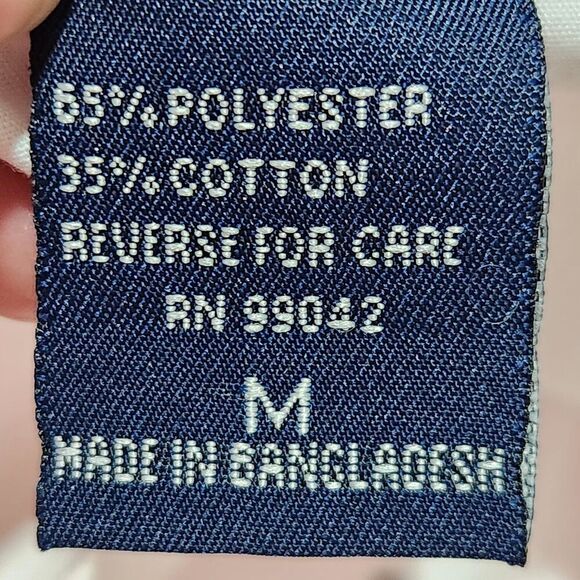 65% POLYESTER
35% COTTON
REVERSE FOR CARE
RN 99042
M
MADE IN BANGLADESH